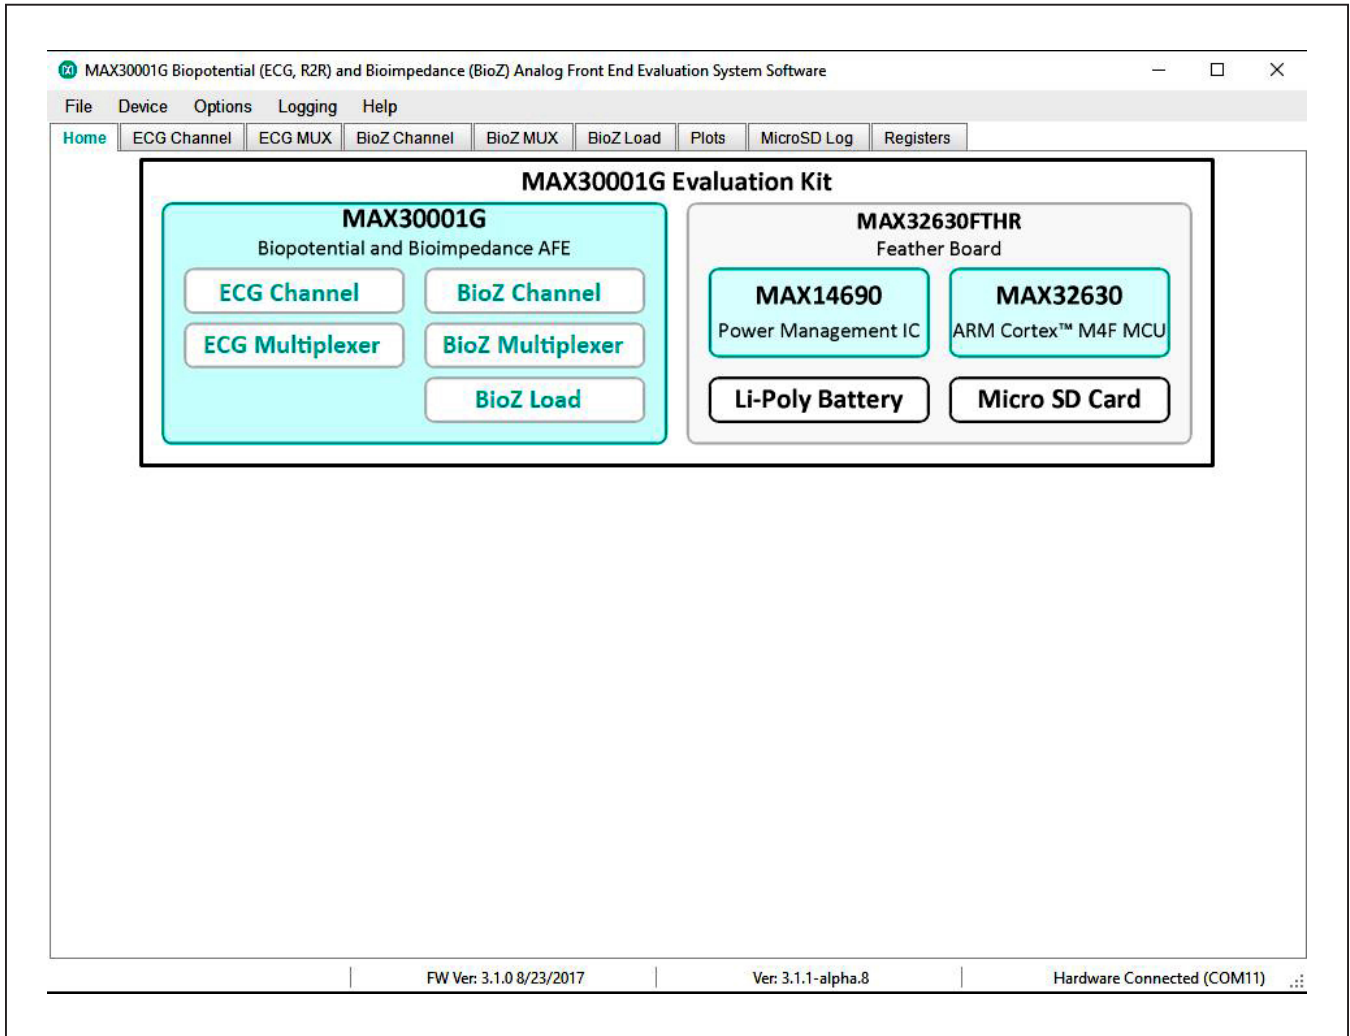 MAX30001G Biopotential (ECG, R2R) and Bioimpedance (BioZ) Analog Front End Evaluation System Software
File Device Options Logging Help
Home ECG Channel ECG MUX BioZ Channel BioZ MUX BioZ Load Plots MicroSD Log Registers
MAX30001G Evaluation Kit
MAX30001G
Biopotential and Bioimpedance AFE
ECG Channel BioZ Channel
ECG Multiplexer BioZ Multiplexer
BioZ Load
MAX32630FTHR
Feather Board
MAX14690 MAX32630
Power Management IC ARM Cortex™ M4F MCU
Li-Poly Battery Micro SD Card
FW Ver: 3.1.0 8/23/2017 Ver: 3.1.1-alpha.8 Hardware Connected (COM11)